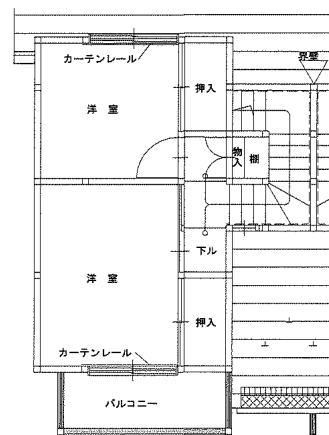 カーテンレール
界壁
押入
洋 室
物入
棚
下ル
洋 室
押入
カーテンレール
バルコニー